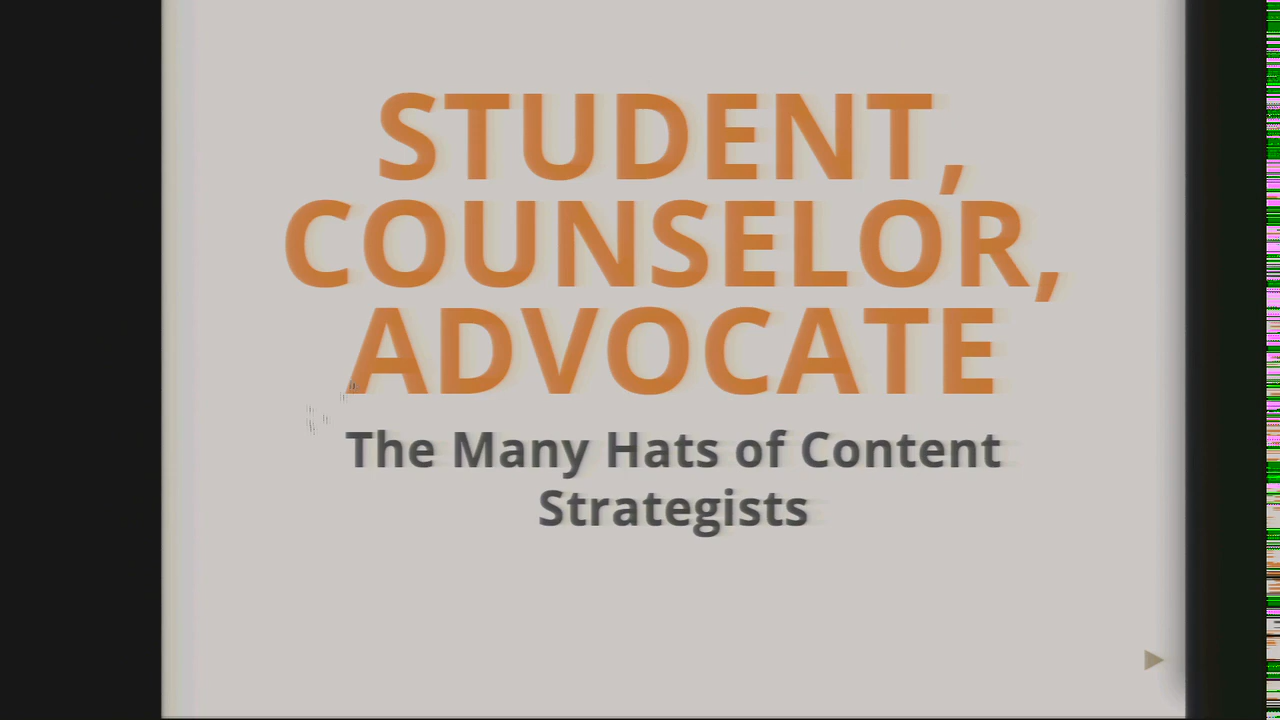 STUDENT,
COUNSELOR,
ADVOCATE
The Many Hats of Content
Strategists